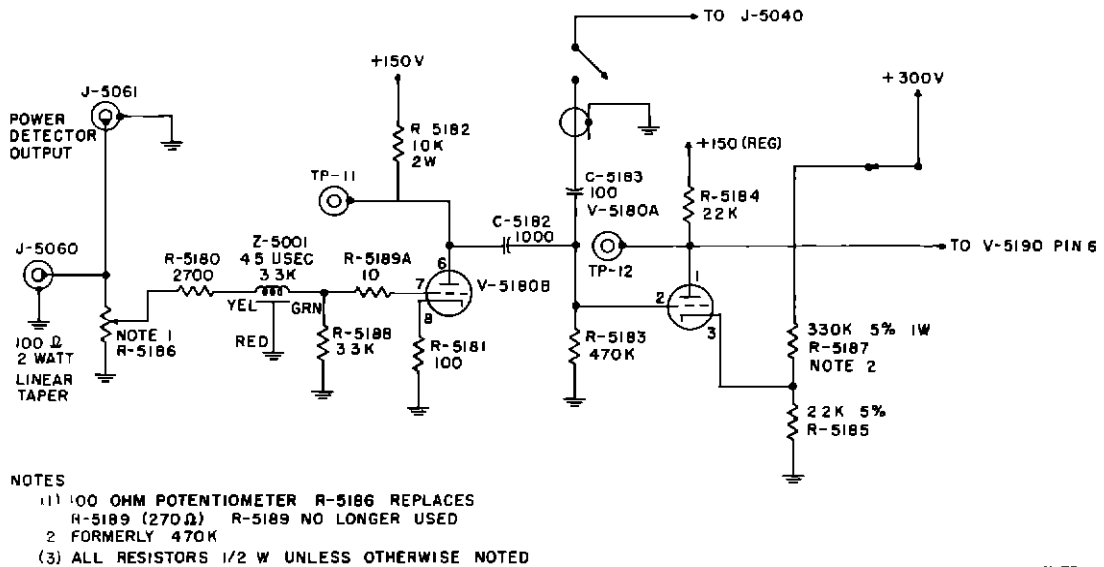 TO J-5040
+150V
+300V
J-5061
POWER
DETECTOR
OUTPUT
R 5182
10K
2W
+150 (REG)
TP-11
C-5183
100
V-5180A
R-5184
22K
C-5182
1000
J-5060
Z-5001
45 USEC
33K
R-5180
2700
R-5189A
10
6
7
8
V-5180B
TP-12
TO V-5190 PIN 6
YEL
GRN
1
2
3
NOTE 1
R-5186
RED
R-5188
33K
R-5181
100
R-5183
470K
330K 5% 1W
R-5187
NOTE 2
100 Ω
2 WATT
LINEAR
TAPER
22K 5%
R-5185
NOTES
(1) 100 OHM POTENTIOMETER R-5186 REPLACES
R-5189 (270Ω) R-5189 NO LONGER USED
2 FORMERLY 470K
(3) ALL RESISTORS 1/2 W UNLESS OTHERWISE NOTED